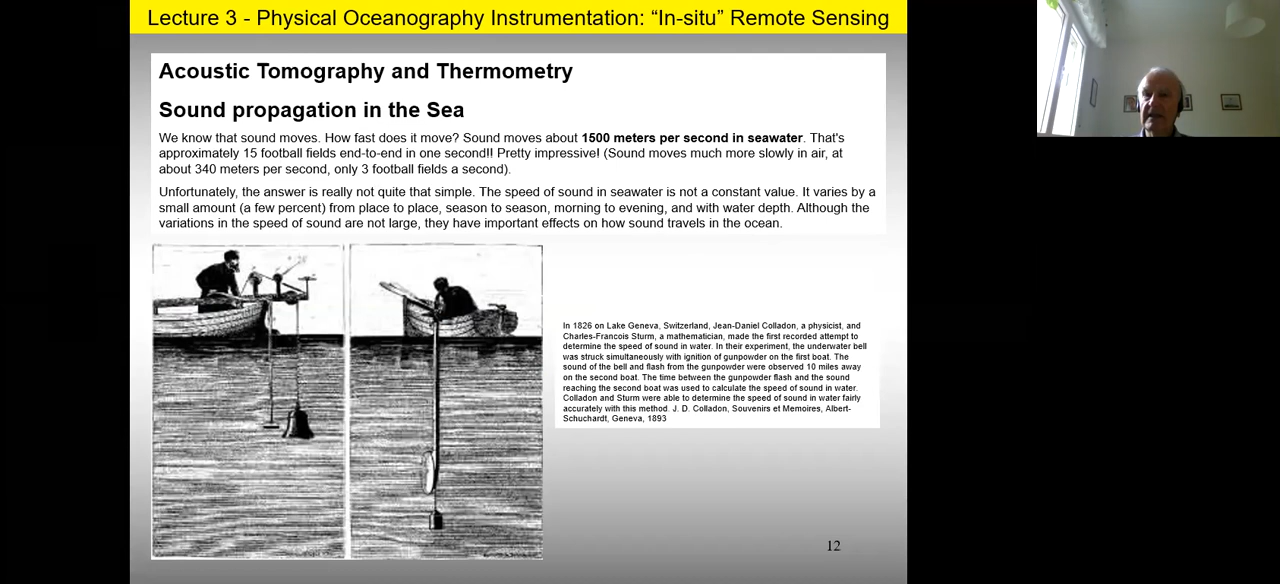 Lecture 3 - Physical Oceanography Instrumentation: “In-situ” Remote Sensing
Acoustic Tomography and Thermometry
Sound propagation in the Sea
We know that sound moves. How fast does it move? Sound moves about 1500 meters per second in seawater. That's
approximately 15 football fields end-to-end in one second!! Pretty impressive! (Sound moves much more slowly in air, at
about 340 meters per second, only 3 football fields a second).
Unfortunately, the answer is really not quite that simple. The speed of sound in seawater is not a constant value. It varies by a
small amount (a few percent) from place to place, season to season, morning to evening, and with water depth. Although the
variations in the speed of sound are not large, they have important effects on how sound travels in the ocean.
In 1826 on Lake Geneva, Switzerland, Jean-Daniel Colladon, a physicist, and
Charles-Francois Sturm, a mathematician, made the first recorded attempt to
determine the speed of sound in water. In their experiment, the underwater bell
was struck simultaneously with ignition of gunpowder on the first boat. The
sound of the bell and flash from the gunpowder were observed 10 miles away
on the second boat. The time between the gunpowder flash and the sound
reaching the second boat was used to calculate the speed of sound in water.
Colladon and Sturm were able to determine the speed of sound in water fairly
accurately with this method. J. D. Colladon, Souvenirs et Memoires, Albert-
Schuchardt, Geneva, 1893
12